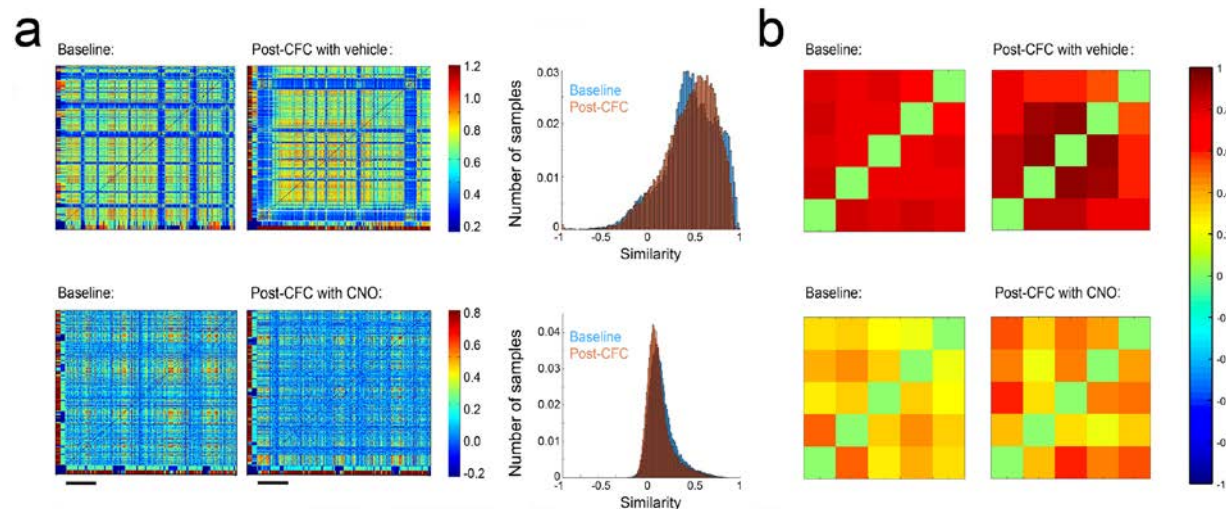 a
b
Baseline:
Post-CFC with vehicle:
1.2
1.0
0.8
0.6
0.4
0.2
0.03
0.02
0.01
0
Number of samples
Baseline
Post-CFC
-1
-0.5
0
0.5
1
Similarity
Baseline:
Post-CFC with vehicle:
Baseline:
Post-CFC with CNO:
0.8
0.6
0.4
0.2
0.0
-0.2
0.04
0.03
0.02
0.01
0
Number of samples
Baseline
Post-CFC
-1
-0.5
0
0.5
1
Similarity
Baseline:
Post-CFC with CNO:
1
0
-1